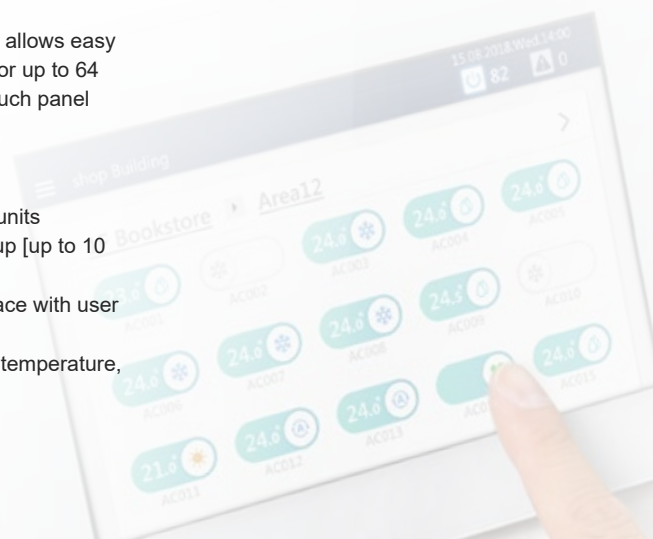 allows easy
or up to 64
uch panel
units
up [up to 10
ace with user
temperature,
15.08.2018.Wed.14:00
82 0
shop Building
Bookstore Area12
24.0 AC003
24.0 AC004
24.0 AC005
AC001
AC002
24.5 AC009
AC010
24.0 AC006
24.0 AC007
24.0 AC008
24.0 AC015
21.0 AC011
24.0 AC012
24.0 AC013